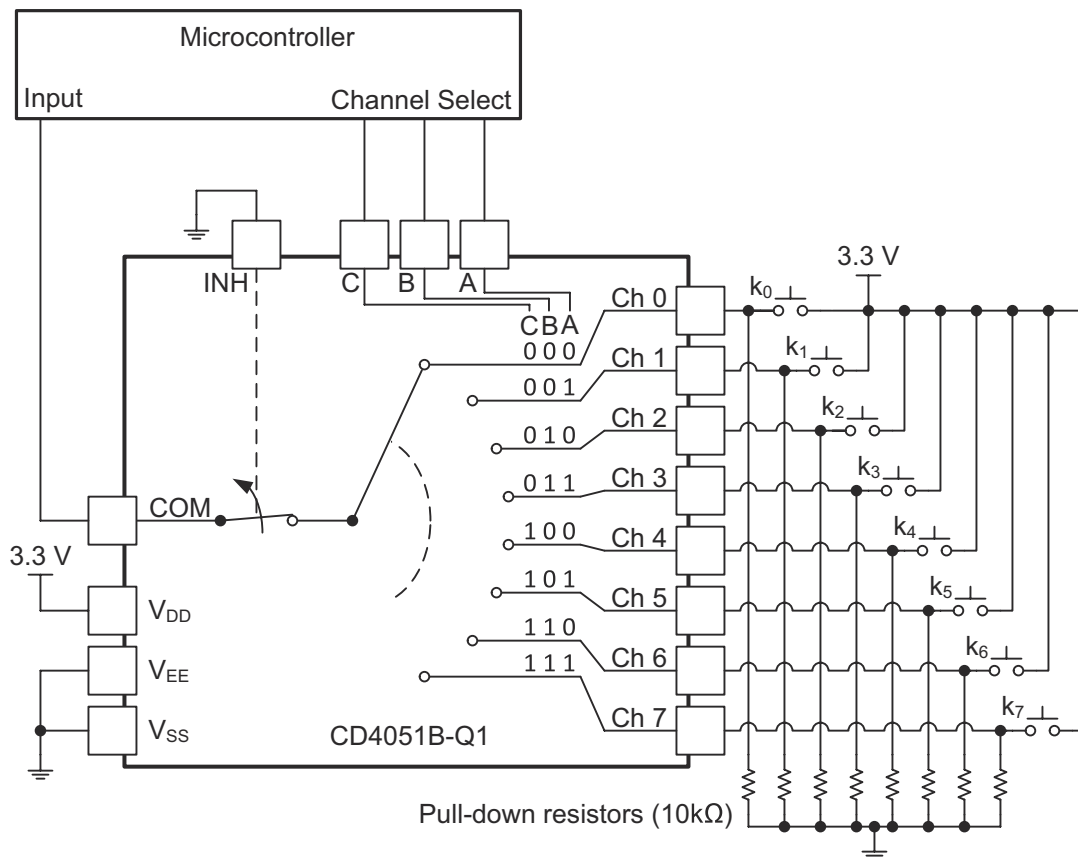 Microcontroller
Input
Channel Select
INH
C
B
A
CBA
3.3 V
k0
Ch 0
000
k1
Ch 1
001
k2
Ch 2
010
k3
Ch 3
011
k4
Ch 4
100
k5
Ch 5
101
k6
Ch 6
110
k7
Ch 7
111
COM
3.3 V
VDD
VEE
VSS
CD4051B-Q1
Pull-down resistors (10kΩ)